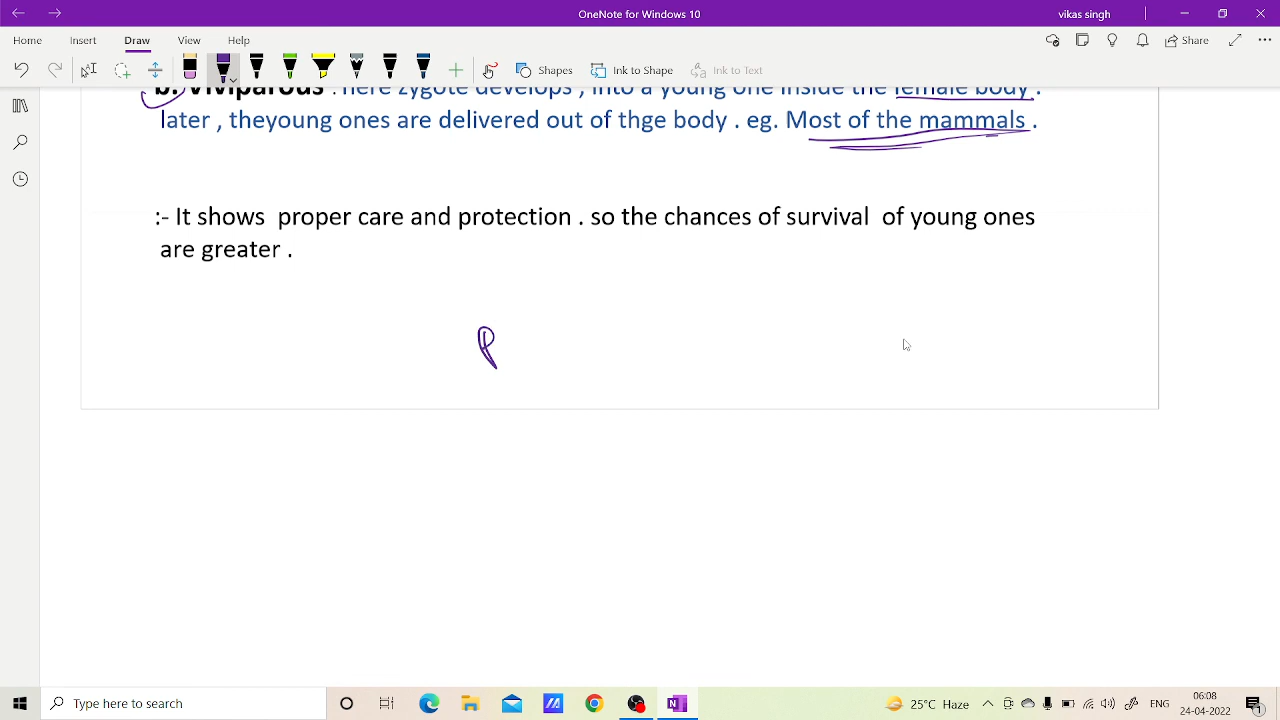 OneNote for Windows 10
vikas singh
Home Insert Draw View Help
Share
Shapes Ink to Shape Ink to Text
b. Viviparous : here zygote develops , into a young one inside the female body .
later , theyoung ones are delivered out of thge body . eg. Most of the mammals .
:- It shows proper care and protection . so the chances of survival of young ones
are greater .
Type here to search
25°C Haze
ENG
06:08
24-04-2022
1